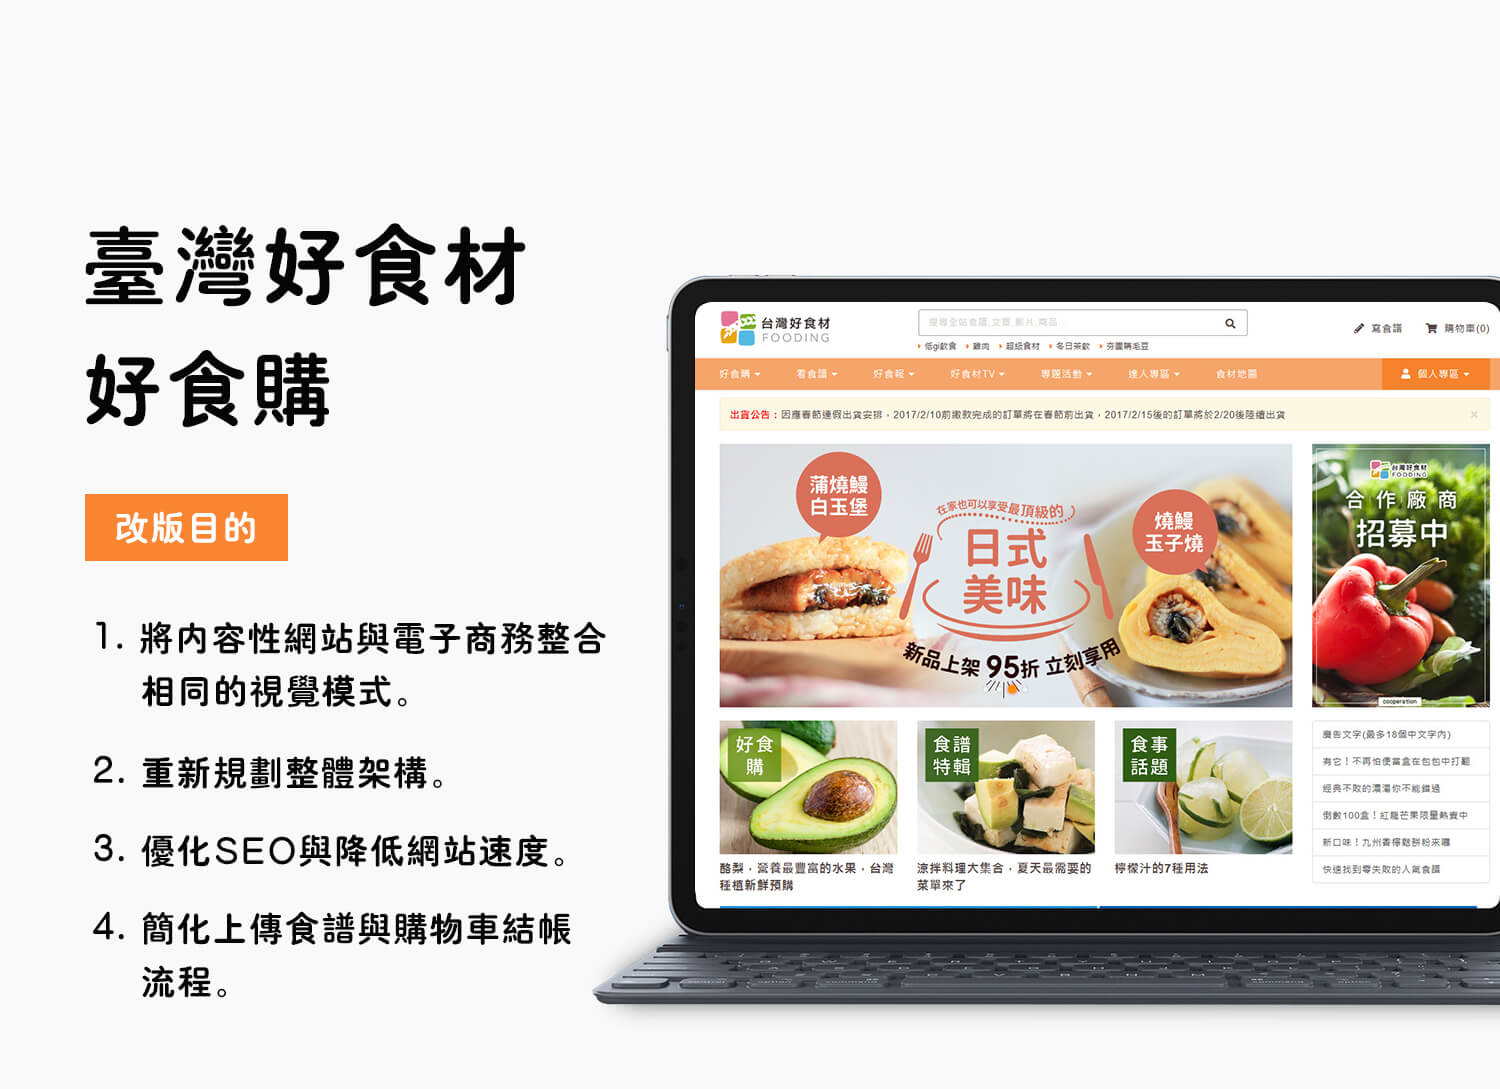 臺灣好食材
好食購
改版目的
1. 將內容性網站與電子商務整合
相同的視覺模式。
2. 重新規劃整體架構。
3. 優化SEO與降低網站速度。
4. 簡化上傳食譜與購物車結帳
流程。
台灣好食材
FOODING
搜尋全站食譜,文章,影片,商品...
寫食譜
購物車(0)
低gi飲食
雞肉
超級食材
冬日茶飲
夯團購毛豆
好食購
看食譜
好食報
好食材TV
專題活動
達人專區
食材地圖
個人專區
出貨公告：因應春節連假出貨安排，2017/2/10前繳款完成的訂單將在春節前出貨，2017/2/15後的訂單將於2/20後陸續出貨
×
蒲燒鰻
白玉堡
在家也可以享受最頂級的
日式
美味
燒鰻
玉子燒
新品上架 95折 立刻享用
台灣好食材
FOODING
合作廠商
招募中
cooperation
好食
購
酪梨，營養最豐富的水果，台灣
種植新鮮預購
食譜
特輯
涼拌料理大集合，夏天最需要的
菜單來了
食事
話題
檸檬汁的7種用法
廣告文字(最多18個中文字內)
有它！不再怕便當盒在包包中打翻
經典不敗的濃湯你不能錯過
倒數100盒！紅龍芒果限量熱賣中
新口味！九州香檸鬆餅粉來囉
快速找到零失敗的人氣食譜